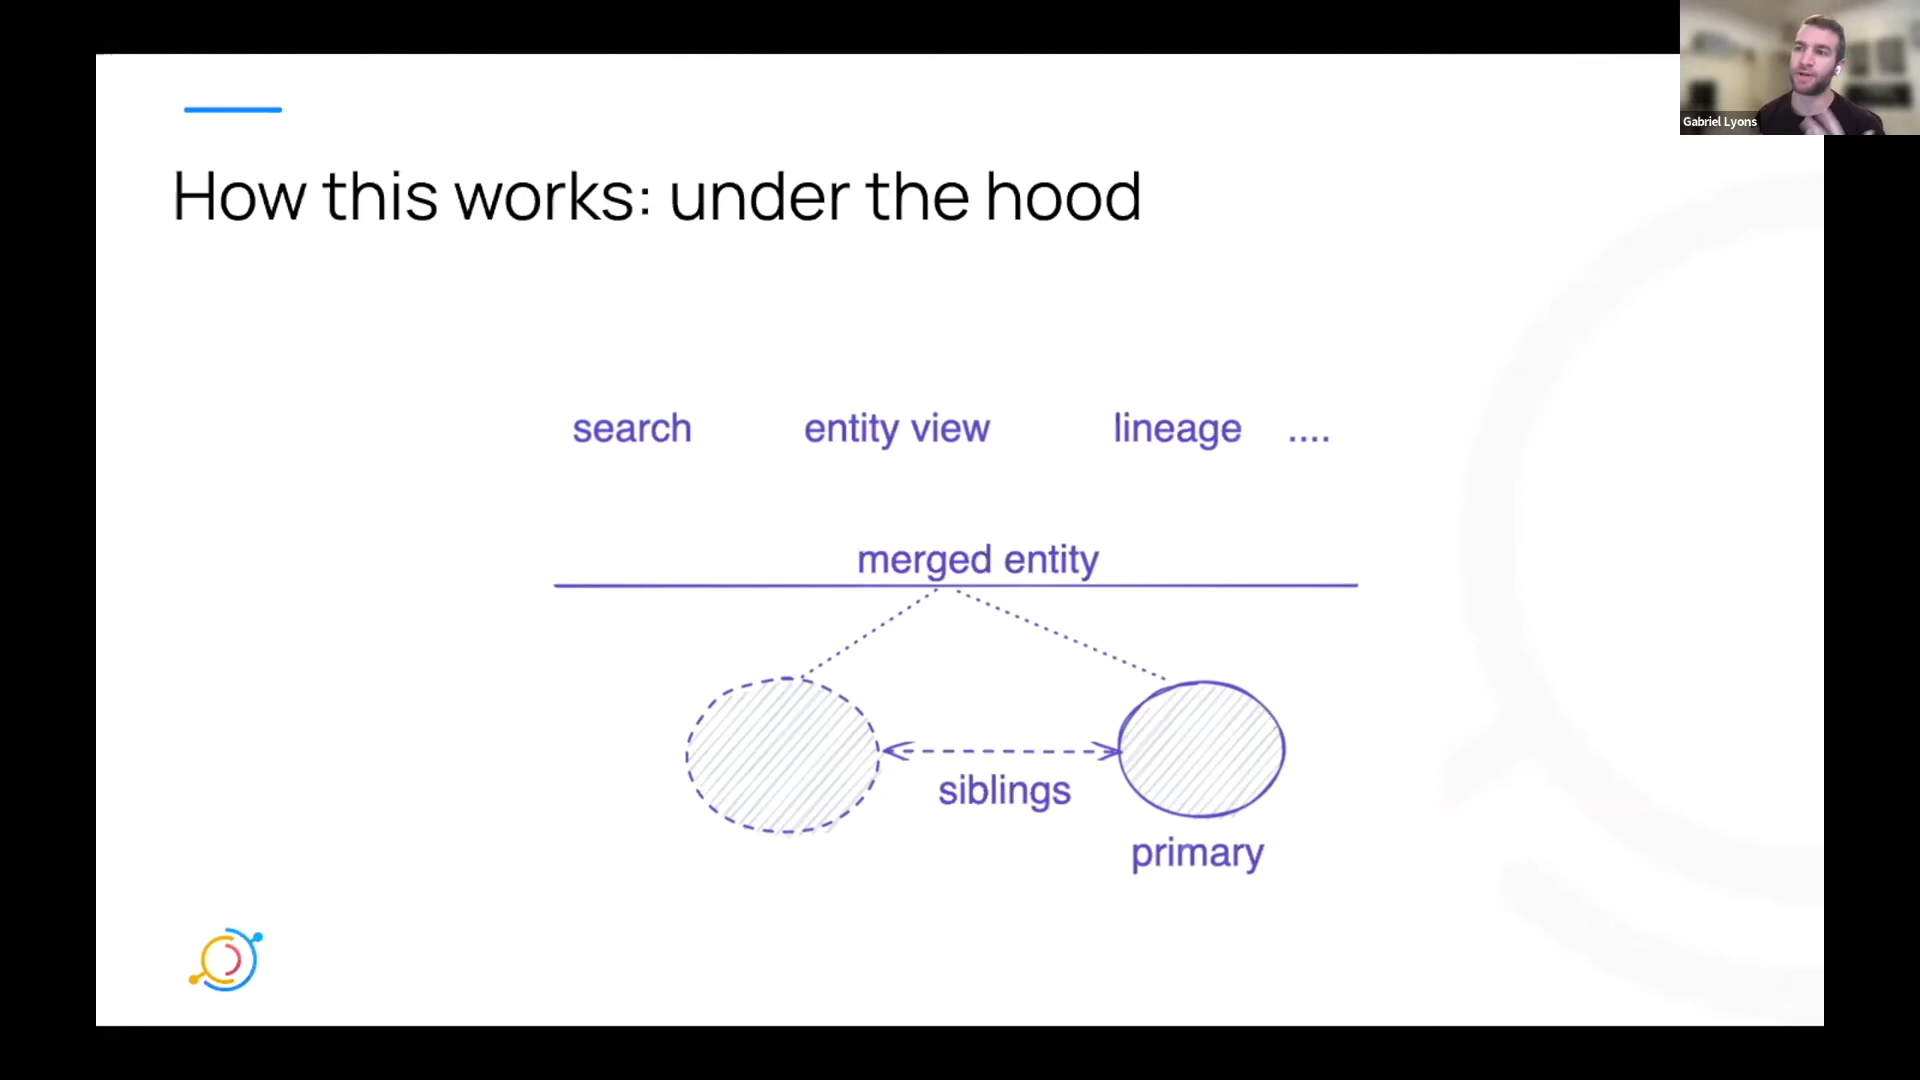 Gabriel Lyons
How this works: under the hood
search entity view lineage ....
merged entity
siblings
primary